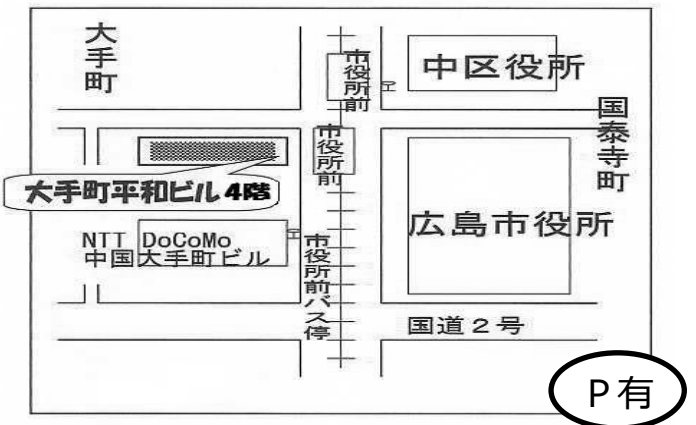 大手町
市役所前
中区役所
国泰寺町
市役所前
大手町平和ビル 4階
広島市役所
NTT DoCoMo
中国大手町ビル
市役所前バス停
国道2号
P有